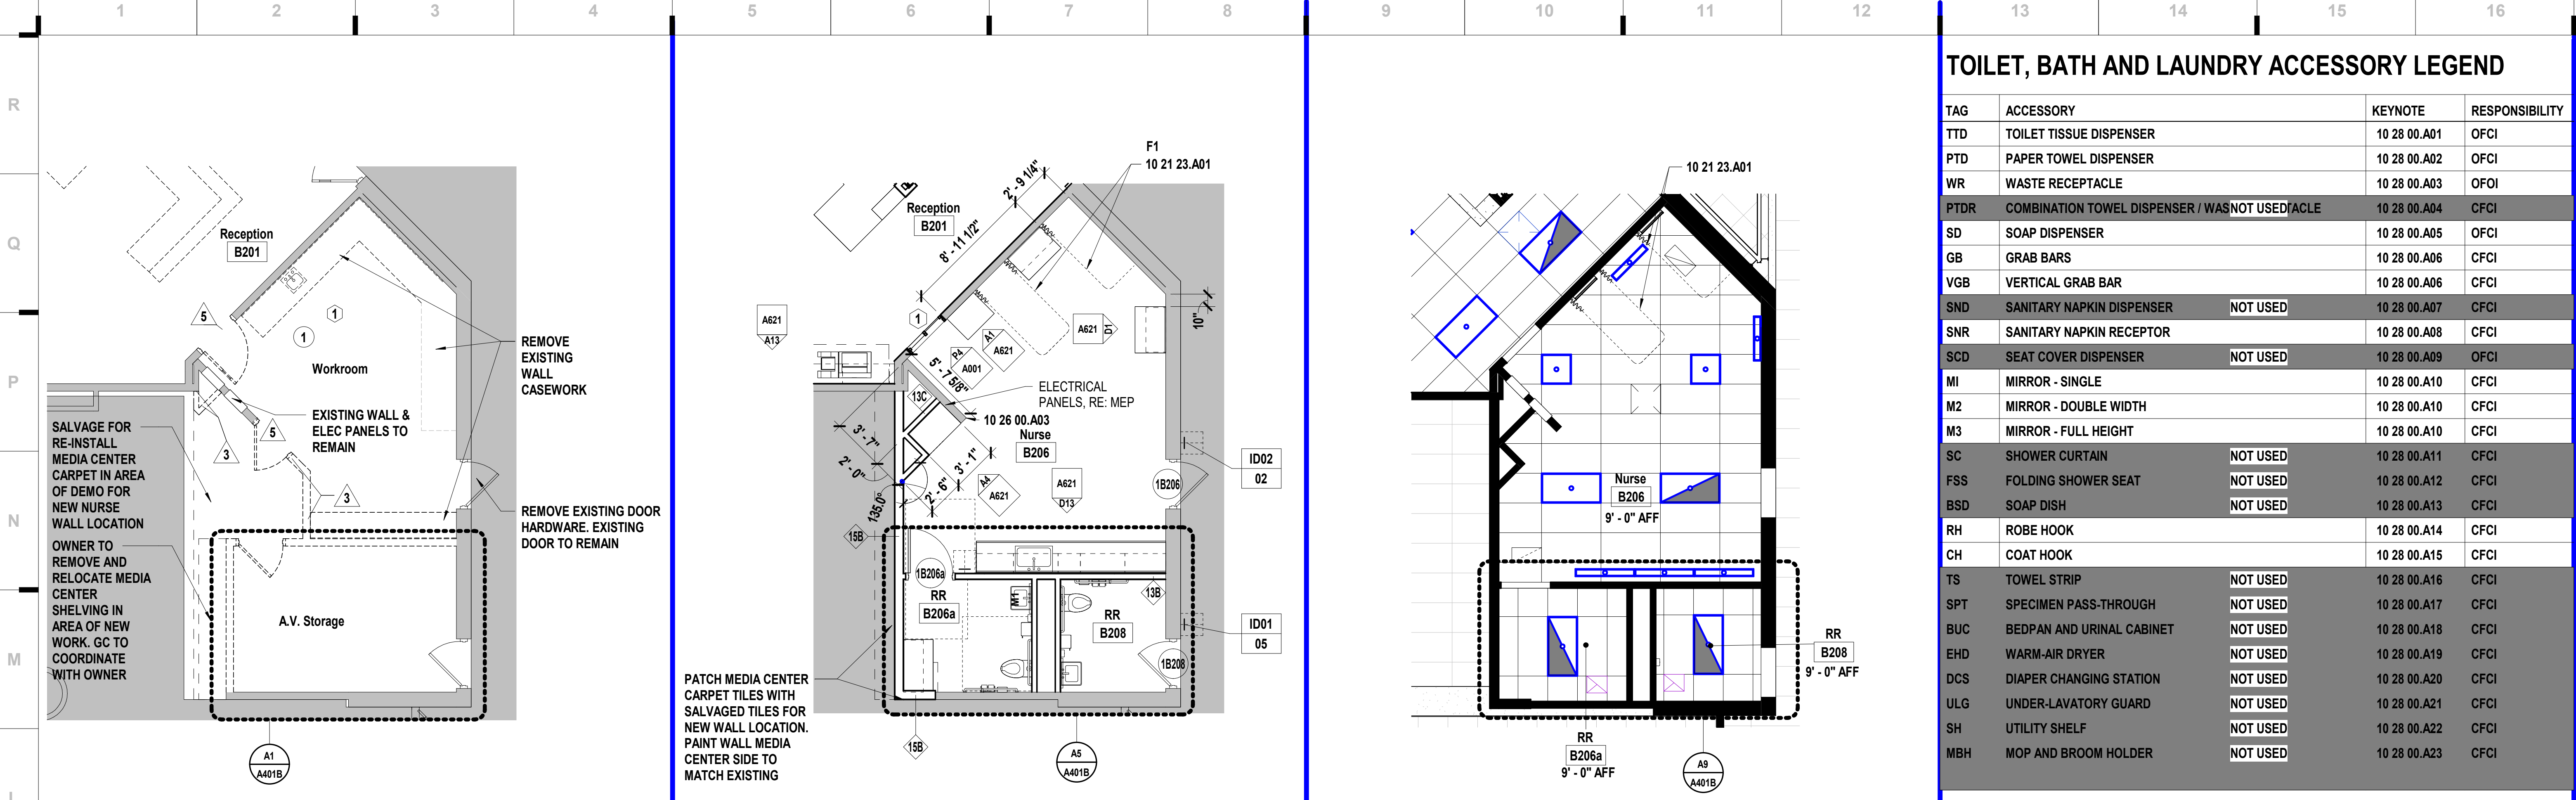 1 2 3 4 5 6 7 8 9 10 11 12 13 14 15 16
R
Q
P
N
M
Reception
B201
5
1
1
Workroom
REMOVE
EXISTING
WALL
CASEWORK
EXISTING WALL &
ELEC PANELS TO
REMAIN
5
3
3
SALVAGE FOR
RE-INSTALL
MEDIA CENTER
CARPET IN AREA
OF DEMO FOR
NEW NURSE
WALL LOCATION
OWNER TO
REMOVE AND
RELOCATE MEDIA
CENTER
SHELVING IN
AREA OF NEW
WORK. GC TO
COORDINATE
WITH OWNER
REMOVE EXISTING DOOR
HARDWARE. EXISTING
DOOR TO REMAIN
A.V. Storage
A1
A401B
F1
10 21 23.A01
2' - 9 1/4"
8' - 11 1/2"
Reception
B201
A621
A13
1
A621
D1
10"
P4
A001
A1
A621
5' - 7 5/8"
13C
ELECTRICAL
PANELS, RE: MEP
10 26 00.A03
Nurse
B206
3' - 7"
2' - 0"
3' - 1"
2' - 6"
135.0°
A4
A621
A621
D13
1B206
ID02
02
15B
1B206a
RR
B206a
M1
RR
B208
13B
1B208
ID01
05
PATCH MEDIA CENTER
CARPET TILES WITH
SALVAGED TILES FOR
NEW WALL LOCATION.
PAINT WALL MEDIA
CENTER SIDE TO
MATCH EXISTING
15B
A5
A401B
10 21 23.A01
Nurse
B206
9' - 0" AFF
RR
B208
9' - 0" AFF
RR
B206a
9' - 0" AFF
A9
A401B
TOILET, BATH AND LAUNDRY ACCESSORY LEGEND
TAG ACCESSORY KEYNOTE RESPONSIBILITY
TTD TOILET TISSUE DISPENSER 10 28 00.A01 OFCI
PTD PAPER TOWEL DISPENSER 10 28 00.A02 OFCI
WR WASTE RECEPTACLE 10 28 00.A03 OFOI
PTDR COMBINATION TOWEL DISPENSER / WAS NOT USED TACLE 10 28 00.A04 CFCI
SD SOAP DISPENSER 10 28 00.A05 OFCI
GB GRAB BARS 10 28 00.A06 CFCI
VGB VERTICAL GRAB BAR 10 28 00.A06 CFCI
SND SANITARY NAPKIN DISPENSER NOT USED 10 28 00.A07 CFCI
SNR SANITARY NAPKIN RECEPTOR 10 28 00.A08 CFCI
SCD SEAT COVER DISPENSER NOT USED 10 28 00.A09 OFCI
MI MIRROR - SINGLE 10 28 00.A10 CFCI
M2 MIRROR - DOUBLE WIDTH 10 28 00.A10 CFCI
M3 MIRROR - FULL HEIGHT 10 28 00.A10 CFCI
SC SHOWER CURTAIN NOT USED 10 28 00.A11 CFCI
FSS FOLDING SHOWER SEAT NOT USED 10 28 00.A12 CFCI
BSD SOAP DISH NOT USED 10 28 00.A13 CFCI
RH ROBE HOOK 10 28 00.A14 CFCI
CH COAT HOOK 10 28 00.A15 CFCI
TS TOWEL STRIP NOT USED 10 28 00.A16 CFCI
SPT SPECIMEN PASS-THROUGH NOT USED 10 28 00.A17 CFCI
BUC BEDPAN AND URINAL CABINET NOT USED 10 28 00.A18 CFCI
EHD WARM-AIR DRYER NOT USED 10 28 00.A19 CFCI
DCS DIAPER CHANGING STATION NOT USED 10 28 00.A20 CFCI
ULG UNDER-LAVATORY GUARD NOT USED 10 28 00.A21 CFCI
SH UTILITY SHELF NOT USED 10 28 00.A22 CFCI
MBH MOP AND BROOM HOLDER NOT USED 10 28 00.A23 CFCI